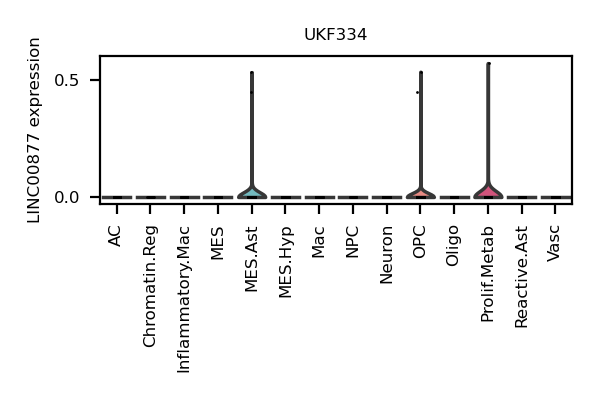 UKF334
LINC00877 expression
0.5
0.0
AC
Chromatin.Reg
Inflammatory.Mac
MES
MES.Ast
MES.Hyp
Mac
NPC
Neuron
OPC
Oligo
Prolif.Metab
Reactive.Ast
Vasc